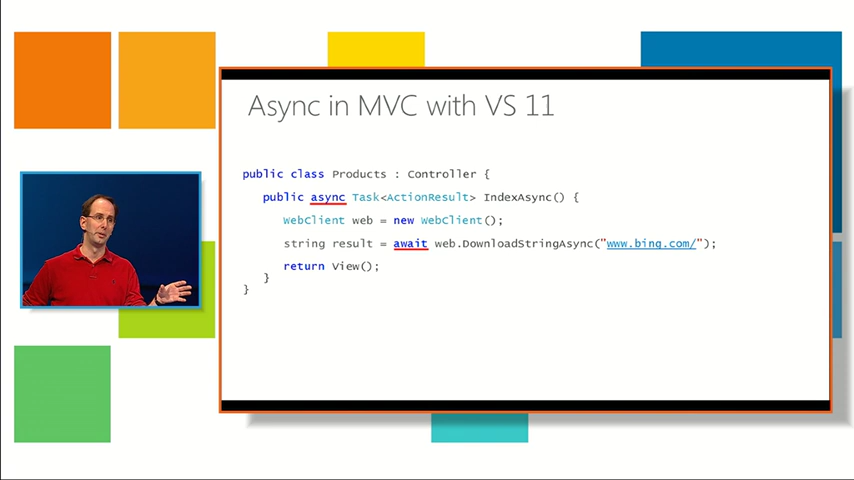 Async in MVC with VS 11
public class Products : Controller {
public async Task<ActionResult> IndexAsync() {
WebClient web = new WebClient();
string result = await web.DownloadStringAsync("www.bing.com/");
return View();
}
}